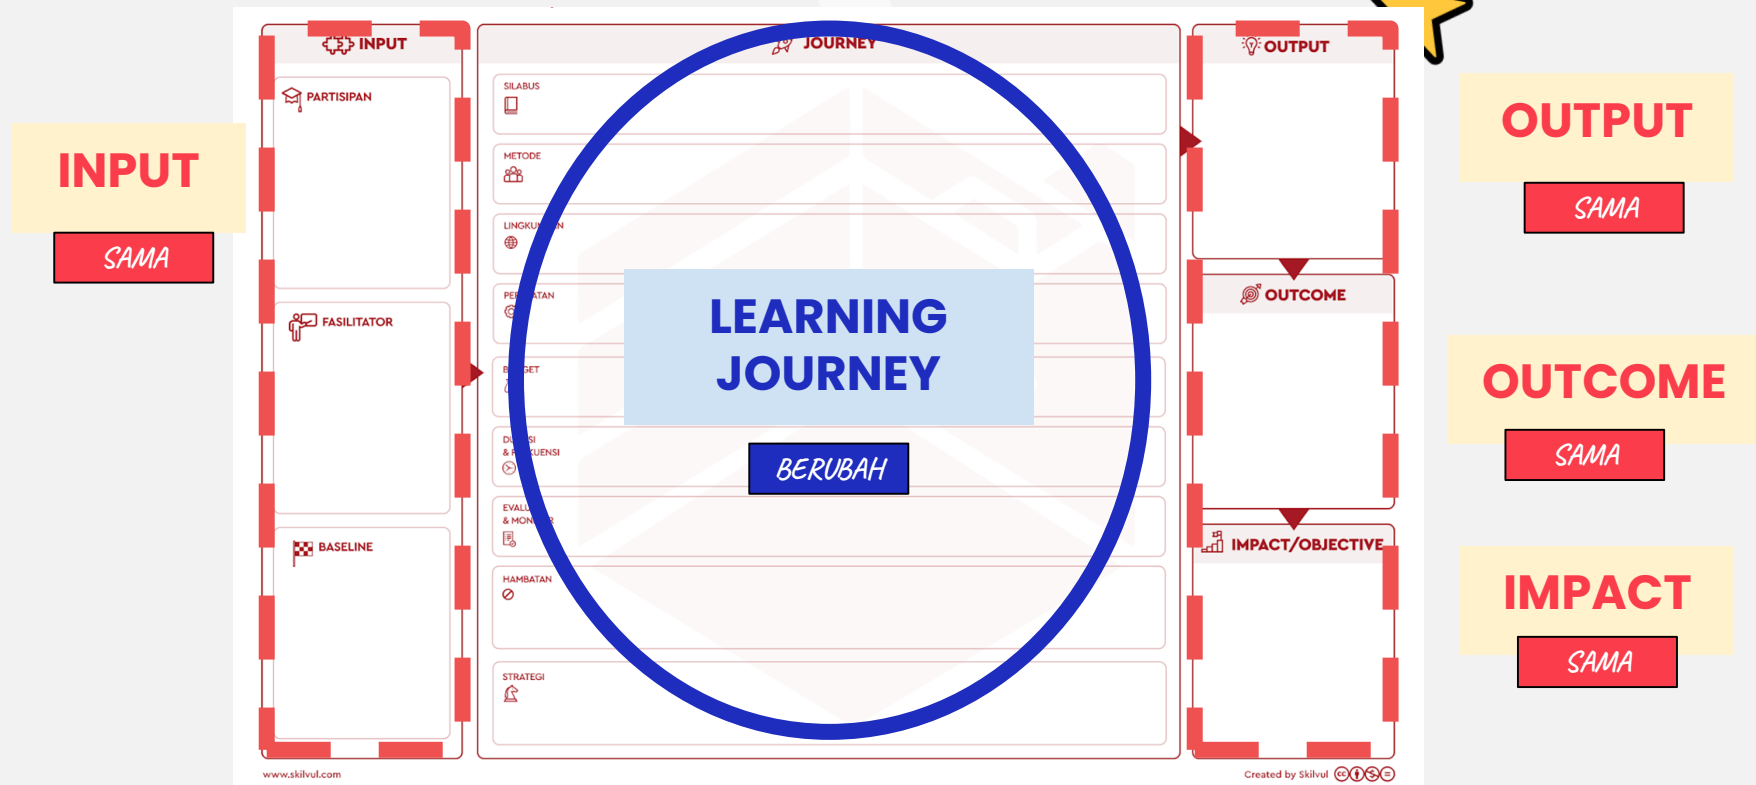 INPUT
SAMA
INPUT
PARTISIPAN
FASILITATOR
BASELINE
JOURNEY
SILABUS
METODE
LEARNING
JOURNEY
BERUBAH
HAMBATAN
STRATEGI
OUTPUT
OUTCOME
IMPACT/OBJECTIVE
OUTPUT
SAMA
OUTCOME
SAMA
IMPACT
SAMA
www.skilvul.com
Created by Skilvul